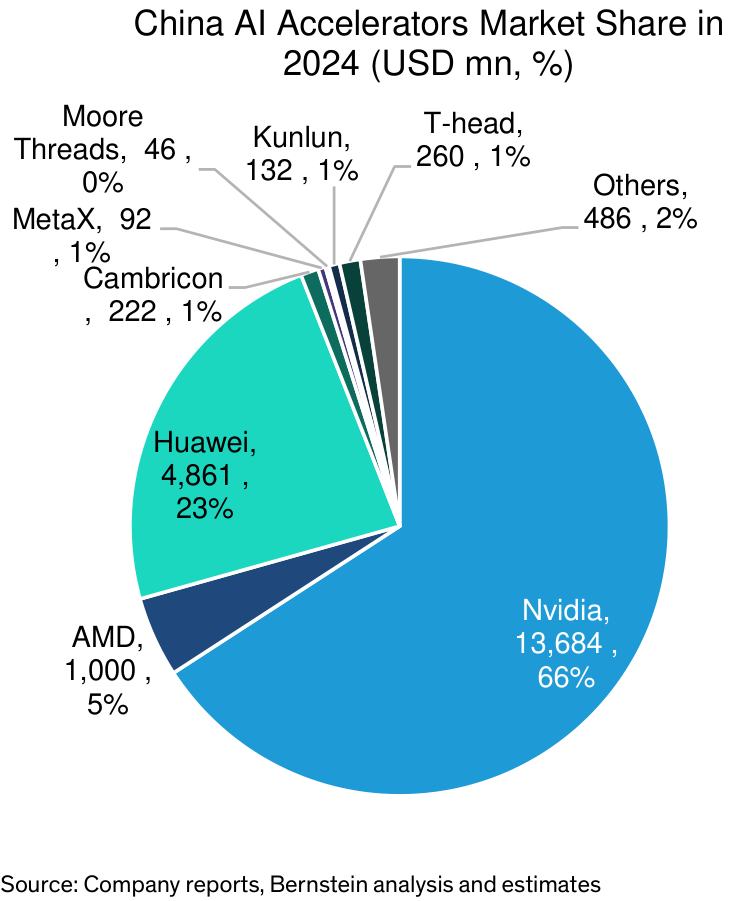 China AI Accelerators Market Share in
2024 (USD mn, %)
Moore
Threads,  46 ,
0%
Kunlun,
132 , 1%
T-head,
260 , 1%
Others,
486 , 2%
MetaX,  92
, 1%
Cambricon
,  222 , 1%
Huawei,
4,861 ,
23%
Nvidia,
13,684 ,
66%
AMD,
1,000 ,
5%
Source: Company reports, Bernstein analysis and estimates